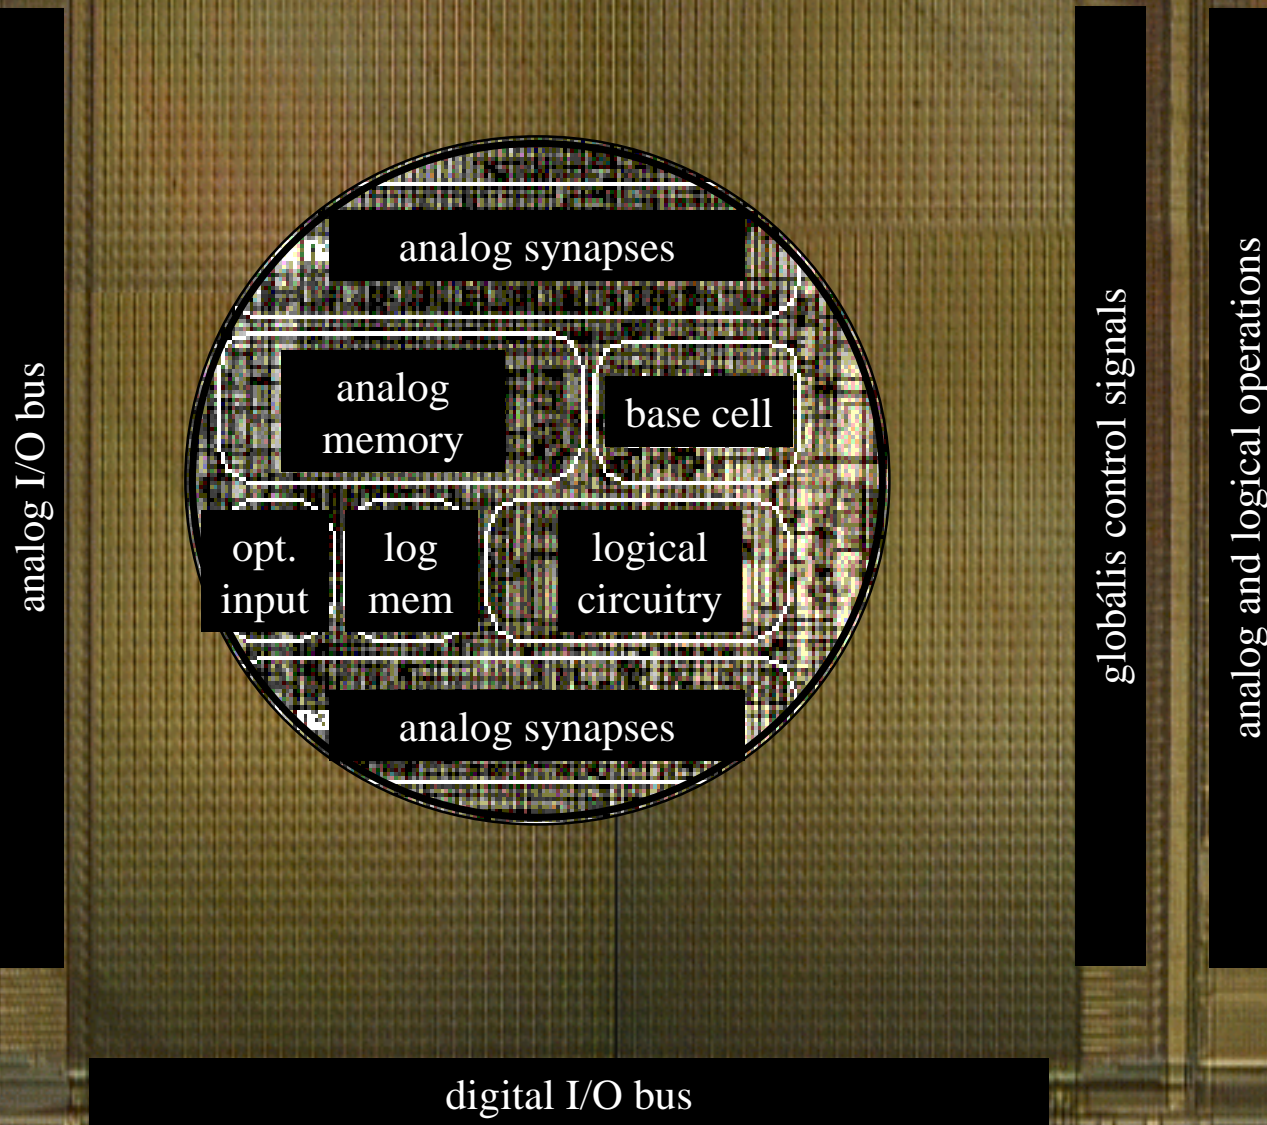 analog synapses
analog
memory
base cell
opt.
input
log
mem
logical
circuitry
analog synapses
analog I/O bus
globális control signals
analog and logical operations
digital I/O bus